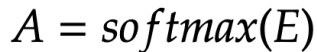 A = softmax(E)